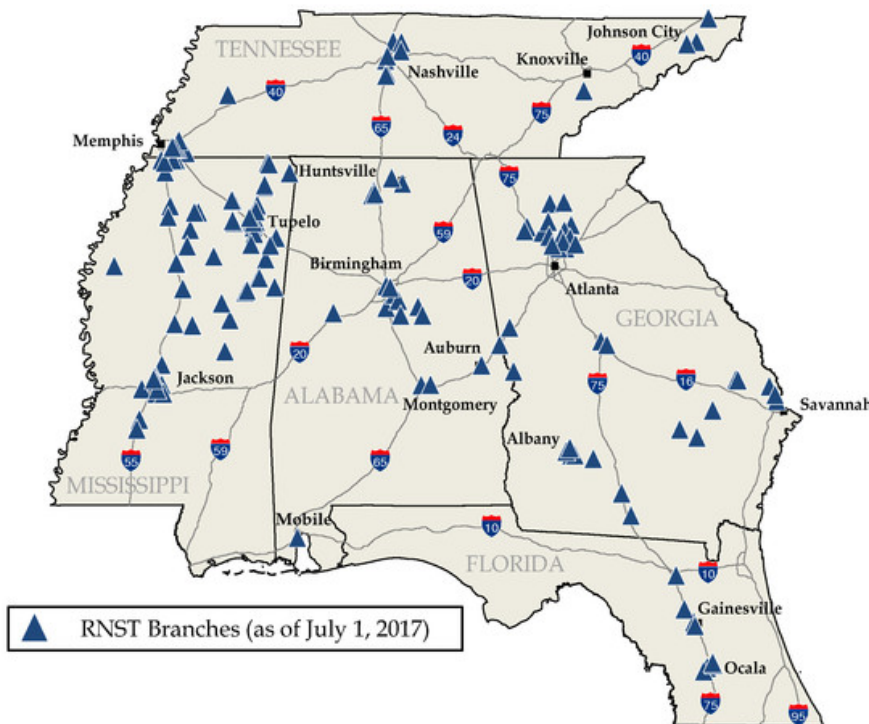 TENNESSEE
Johnson City
Nashville
Knoxville
40
40
75
65
24
Memphis
Huntsville
75
Tupelo
59
Birmingham
20
Atlanta
GEORGIA
Auburn
20
Jackson
ALABAMA
Montgomery
75
16
Savannah
Albany
55
59
65
MISSISSIPPI
Mobile
10
FLORIDA
10
Gainesville
RNST Branches (as of July 1, 2017)
Ocala
75
95